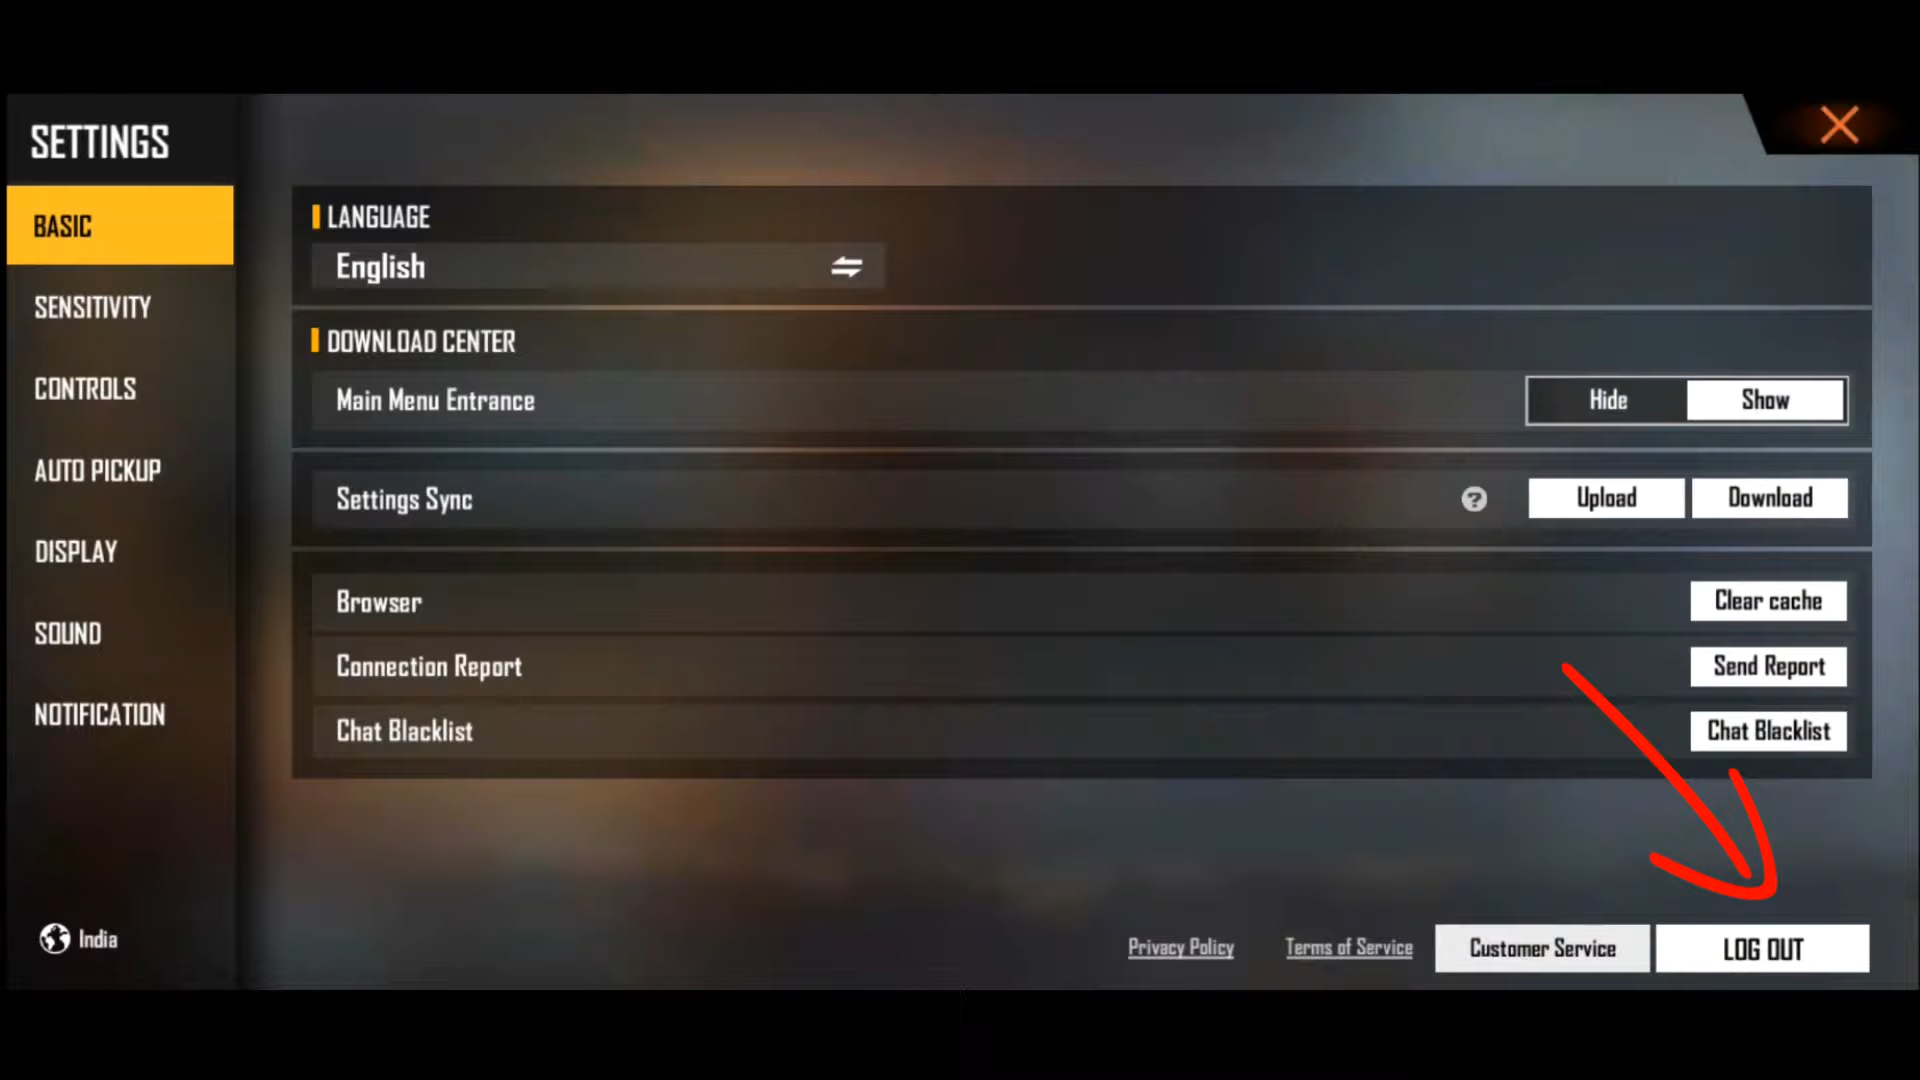 SETTINGS
BASIC
SENSITIVITY
CONTROLS
AUTO PICKUP
DISPLAY
SOUND
NOTIFICATION
India
LANGUAGE
English
DOWNLOAD CENTER
Main Menu Entrance
Hide Show
Settings Sync
? Upload Download
Browser
Clear cache
Connection Report
Send Report
Chat Blacklist
Chat Blacklist
Privacy Policy Terms of Service Customer Service LOG OUT